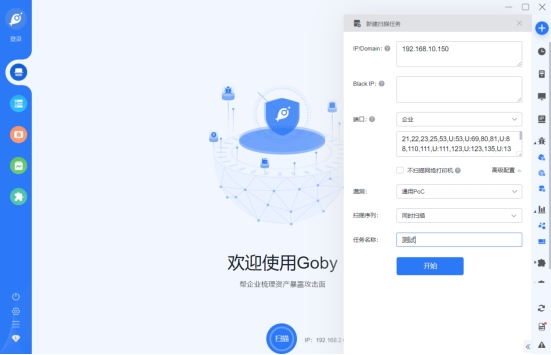 登录
新建扫描任务
IP/Domain:
192.168.10.150
Black IP:
端口:
企业
21,22,23,25,53,U:53,U:69,80,81,U:8
8,110,111,U:111,123,U:123,135,U:13
不扫描网络打印机
高级配置
漏洞:
通用PoC
扫描序列:
同时扫描
任务名称:
测试
开始
欢迎使用Goby
帮企业梳理资产暴露攻击面
扫描
IP: 192.168.